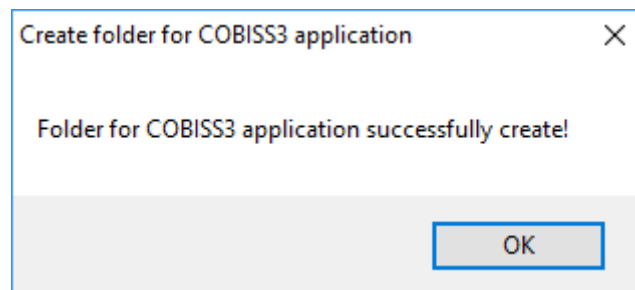 Create folder for COBISS3 application
Folder for COBISS3 application successfully create!
OK